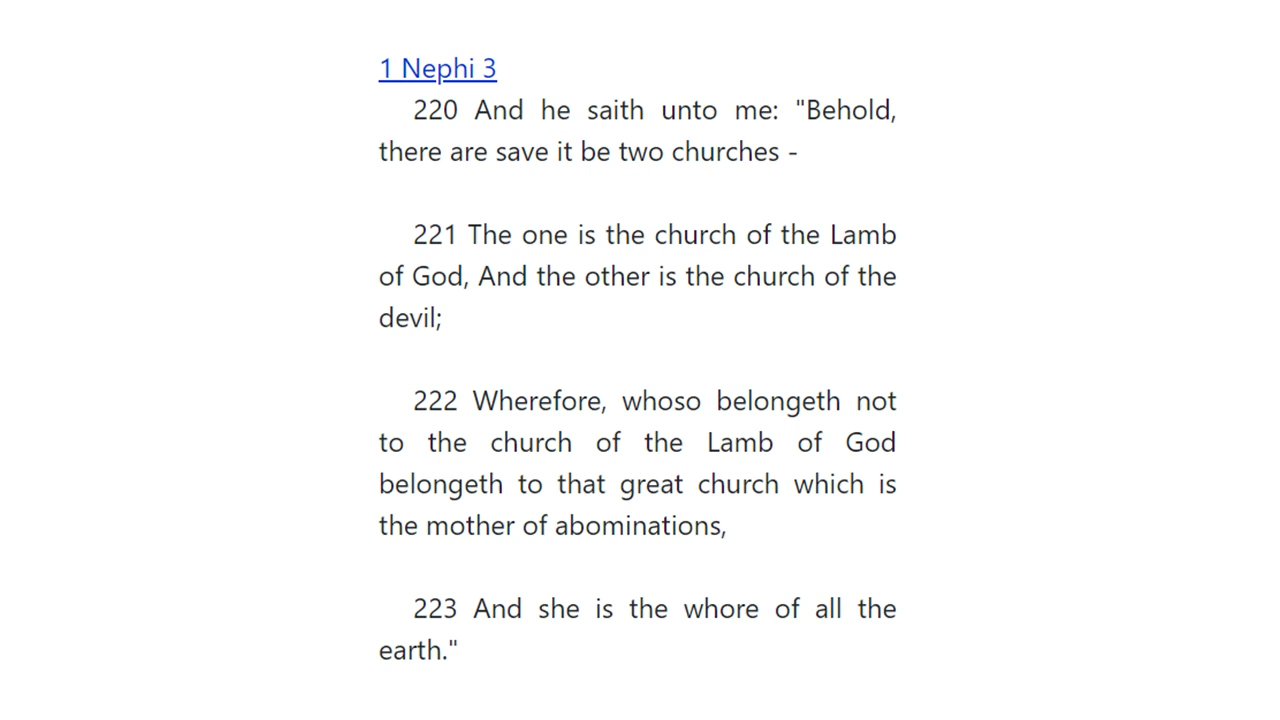 1 Nephi 3
220 And he saith unto me: "Behold,
there are save it be two churches -
221 The one is the church of the Lamb
of God, And the other is the church of the
devil;
222 Wherefore, whoso belongeth not
to the church of the Lamb of God
belongeth to that great church which is
the mother of abominations,
223 And she is the whore of all the
earth."